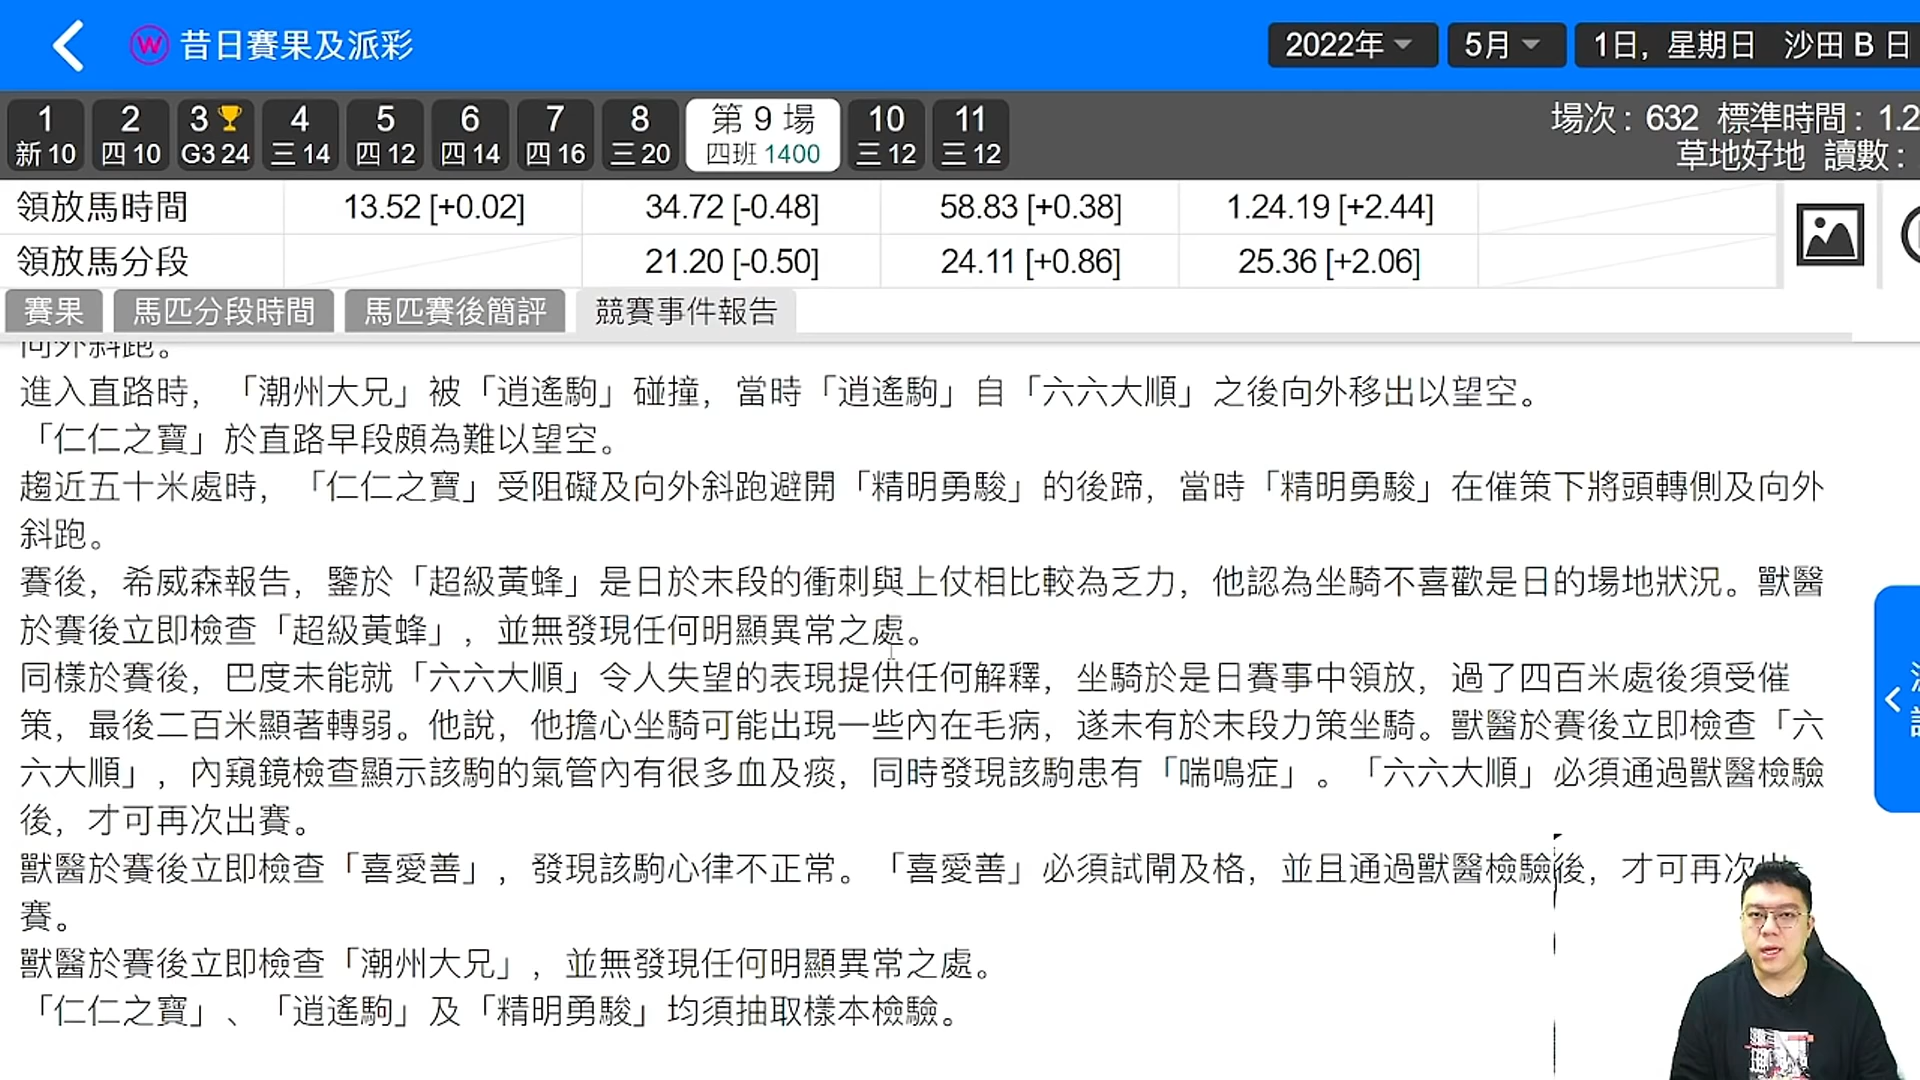 昔日賽果及派彩
2022年
5月
1日, 星期日 沙田 B 日
1 新 10
2 四 10
3 G3 24
4 三 14
5 四 12
6 四 14
7 四 16
8 三 20
第 9 場 四班 1400
10 三 12
11 三 12
場次 : 632 標準時間 : 1.2
草地好地 讀數 :
領放馬時間 13.52 [+0.02] 34.72 [-0.48] 58.83 [+0.38] 1.24.19 [+2.44]
領放馬分段 21.20 [-0.50] 24.11 [+0.86] 25.36 [+2.06]
賽果 馬匹分段時間 馬匹賽後簡評 競賽事件報告
向外斜跑。
進入直路時, 「潮州大兄」被「逍遙駒」碰撞, 當時「逍遙駒」自「六六大順」之後向外移出以望空。
「仁仁之寶」於直路早段頗為難以望空。
趨近五十米處時, 「仁仁之寶」受阻礙及向外斜跑避開「精明勇駿」的後蹄, 當時「精明勇駿」在催策下將頭轉側及向外
斜跑。
賽後, 希威森報告, 鑒於「超級黃蜂」是日於末段的衝刺與上仗相比較為乏力, 他認為坐騎不喜歡是日的場地狀況。獸醫
於賽後立即檢查「超級黃蜂」, 並無發現任何明顯異常之處。
同樣於賽後, 巴度未能就「六六大順」令人失望的表現提供任何解釋, 坐騎於是日賽事中領放, 過了四百米處後須受催
策, 最後二百米顯著轉弱。他說, 他擔心坐騎可能出現一些內在毛病, 遂未有於末段力策坐騎。獸醫於賽後立即檢查「六
六大順」, 內窺鏡檢查顯示該駒的氣管內有很多血及痰, 同時發現該駒患有「喘鳴症」。「六六大順」必須通過獸醫檢驗
後, 才可再次出賽。
獸醫於賽後立即檢查「喜愛善」, 發現該駒心律不正常。「喜愛善」必須試閘及格, 並且通過獸醫檢驗後, 才可再次出
賽。
獸醫於賽後立即檢查「潮州大兄」, 並無發現任何明顯異常之處。
「仁仁之寶」、「逍遙駒」及「精明勇駿」均須抽取樣本檢驗。